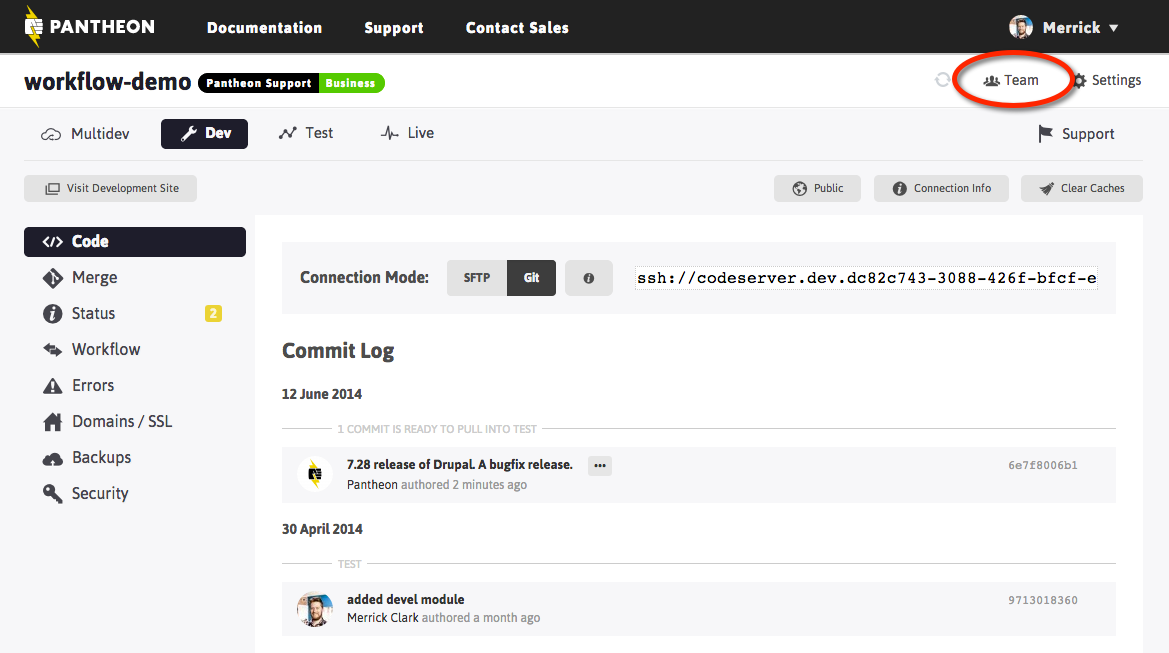 PANTHEON Documentation Support Contact Sales Merrick
workflow-demo Pantheon Support Business Team Settings
Multidev Dev Test Live Support
Visit Development Site Public Connection Info Clear Caches
Code
Merge
Status 2
Workflow
Errors
Domains / SSL
Backups
Security
Connection Mode: SFTP Git ssh://codeserver.dev.dc82c743-3088-426f-bfcf-e
Commit Log
12 June 2014
1 COMMIT IS READY TO PULL INTO TEST
7.28 release of Drupal. A bugfix release. 6e7f8006b1
Pantheon authored 2 minutes ago
30 April 2014
TEST
added devel module 9713018360
Merrick Clark authored a month ago